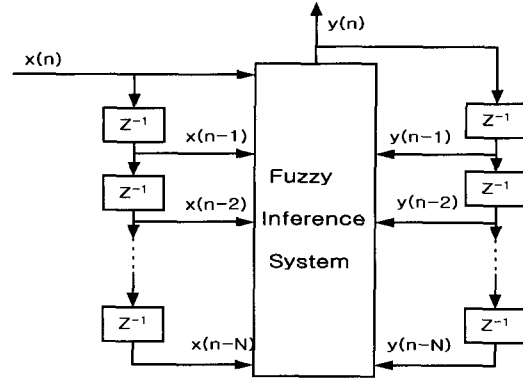 y(n)
x(n)
Z⁻¹
Z⁻¹
x(n-1)
y(n-1)
Z⁻¹
Z⁻¹
x(n-2)
y(n-2)
Fuzzy
Inference
System
Z⁻¹
Z⁻¹
x(n-N)
y(n-N)